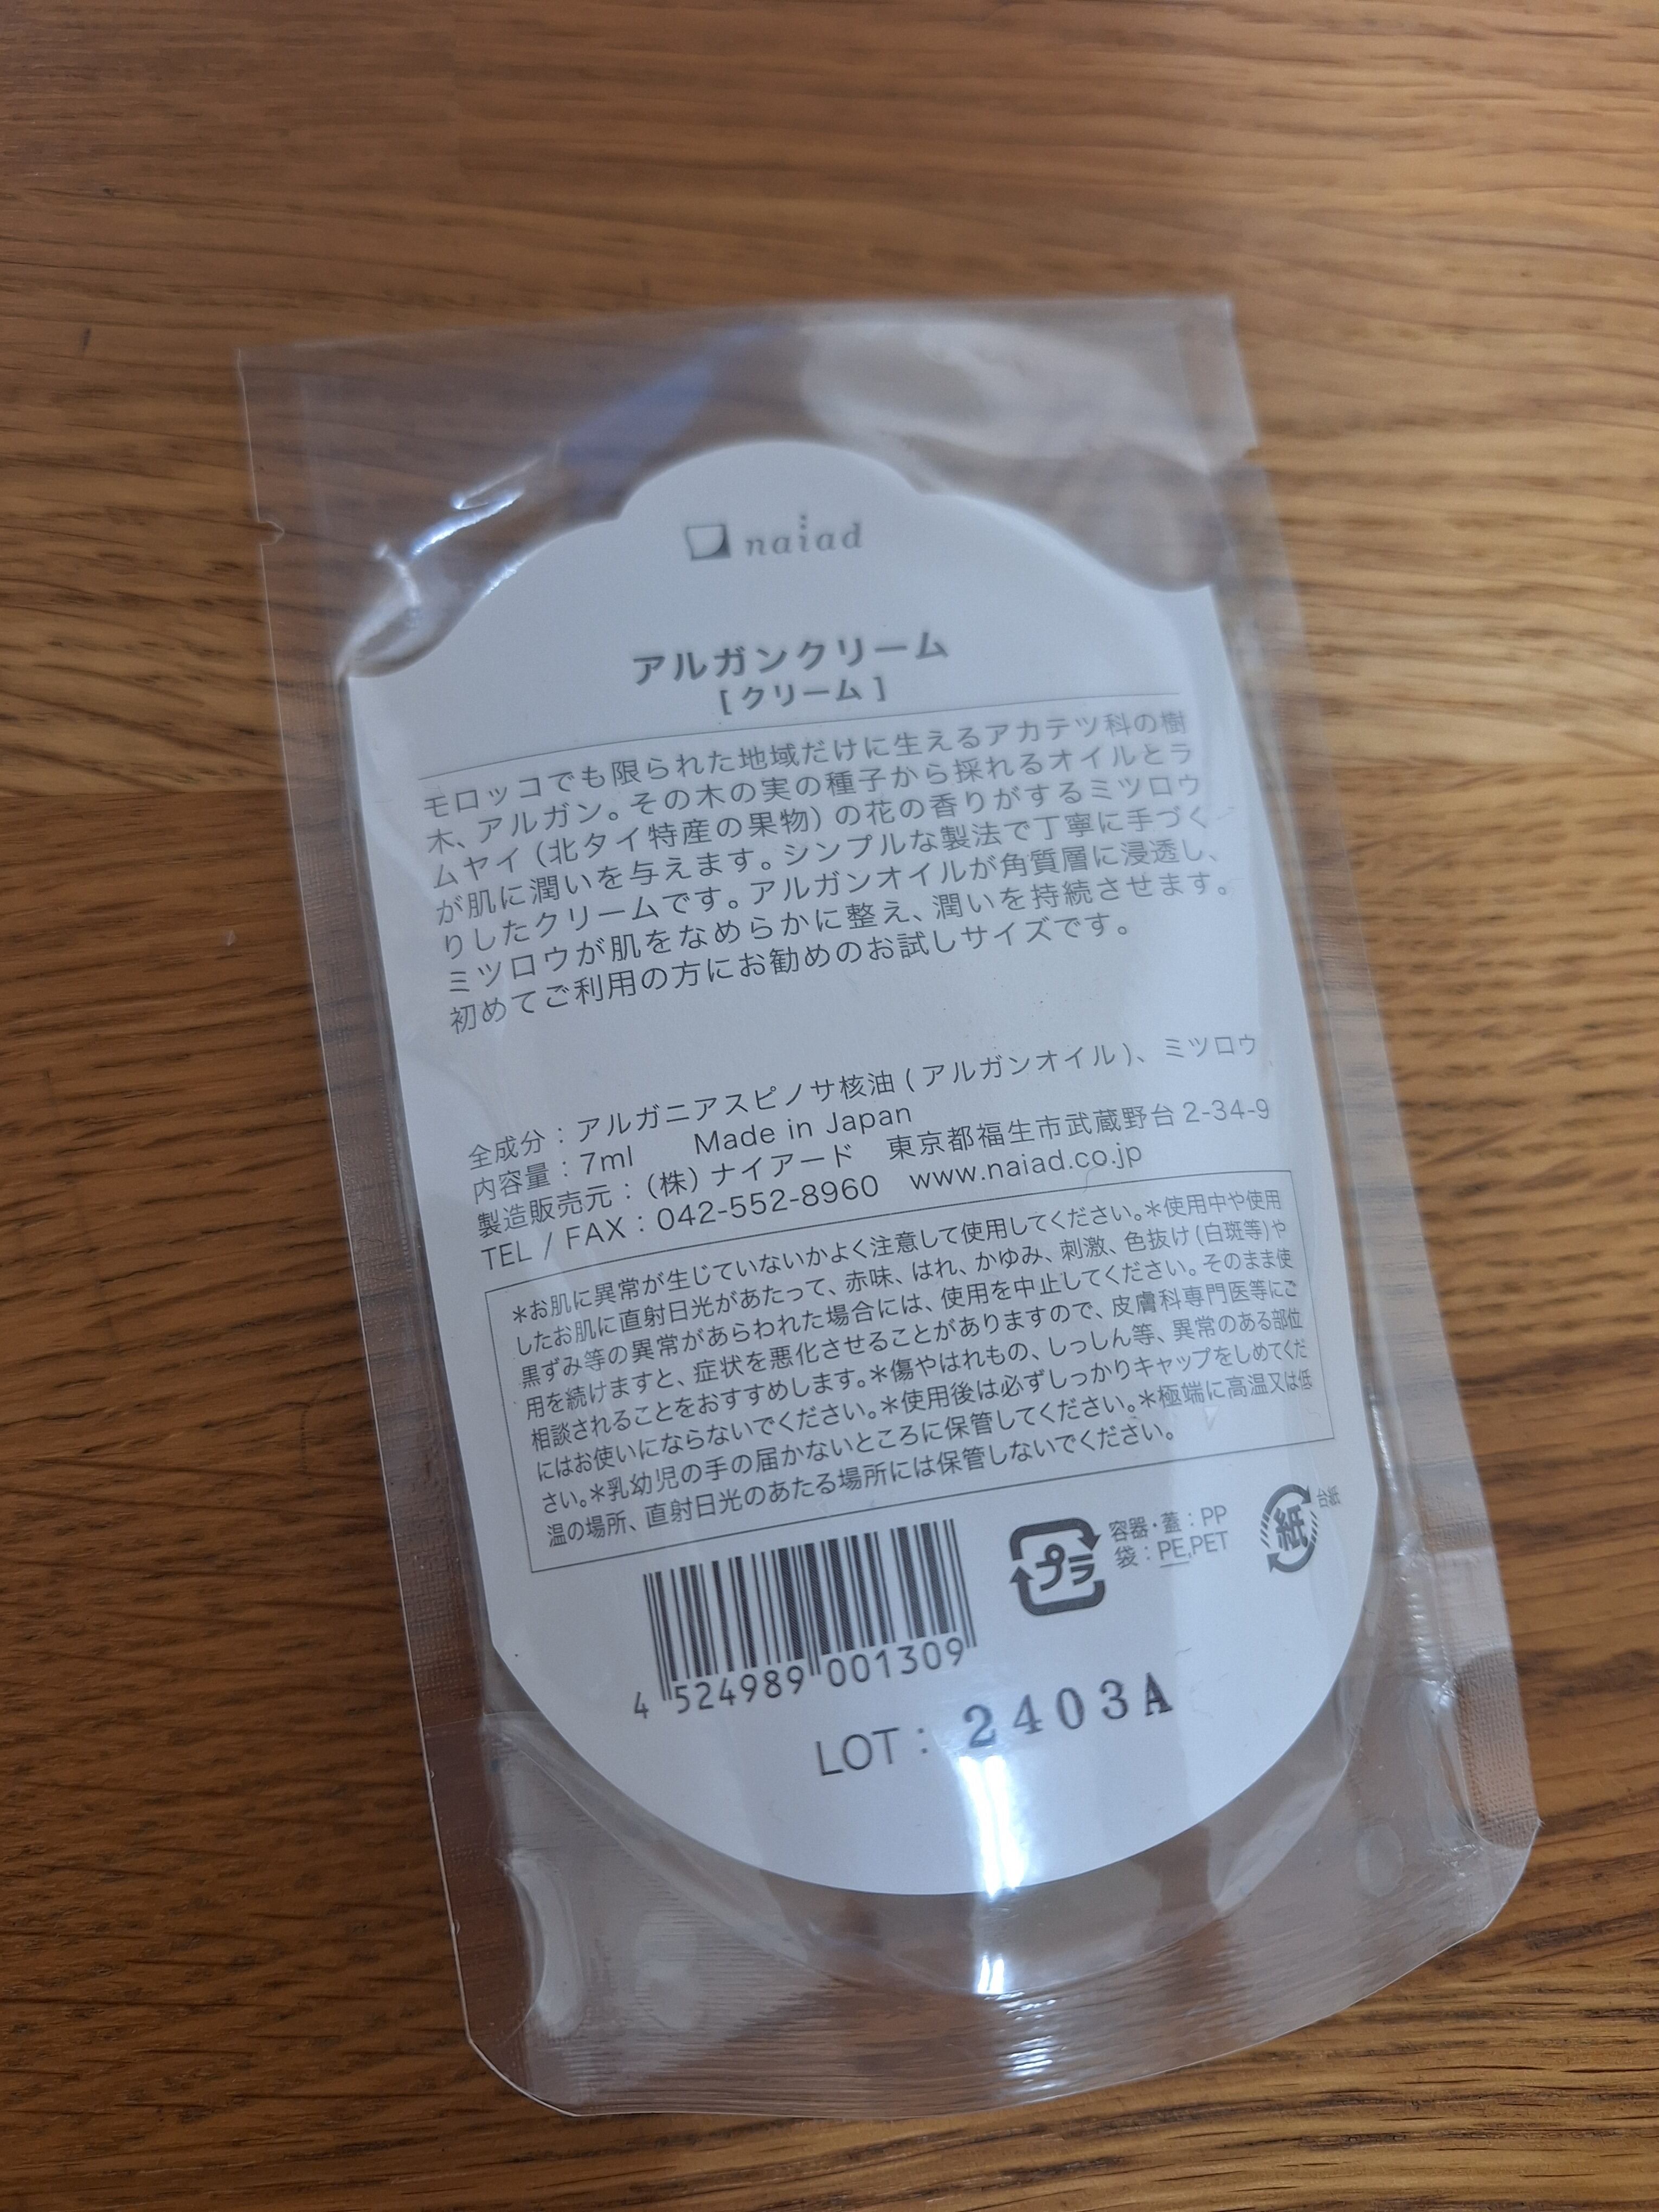 naiad
アルガンクリーム
[ クリーム ]
モロッコでも限られた地域だけに生えるアカテツ科の樹
木、アルガン。その木の実の種子から採れるオイルとラ
ムヤイ（北タイ特産の果物）の花の香りがするミツロウ
が肌に潤いを与えます。シンプルな製法で丁寧に手づく
りしたクリームです。アルガンオイルが角質層に浸透し、
ミツロウが肌をなめらかに整え、潤いを持続させます。
初めてご利用の方にお勧めのお試しサイズです。
全成分：アルガニアスピノサ核油 ( アルガンオイル )、ミツロウ
内容量：7ml　Made in Japan
製造販売元：（株）ナイアード　東京都福生市武蔵野台 2-34-9
TEL / FAX : 042-552-8960　www.naiad.co.jp
＊お肌に異常が生じていないかよく注意して使用してください。＊使用中や使用
したお肌に直射日光があたって、赤味、はれ、かゆみ、刺激、色抜け (白斑等)や
黒ずみ等の異常があらわれた場合には、使用を中止してください。そのまま使
用を続けますと、症状を悪化させることがありますので、皮膚科専門医等にご
相談されることをおすすめします。＊傷やはれもの、しっしん等、異常のある部位
にはお使いにならないでください。＊使用後は必ずしっかりキャップをしめてくだ
さい。＊乳幼児の手の届かないところに保管してください。＊極端に高温又は低
温の場所、直射日光のあたる場所には保管しないでください。
プラ
容器・蓋：PP
袋：PE,PET
紙
台紙
4 524989 001309
LOT : 2403A